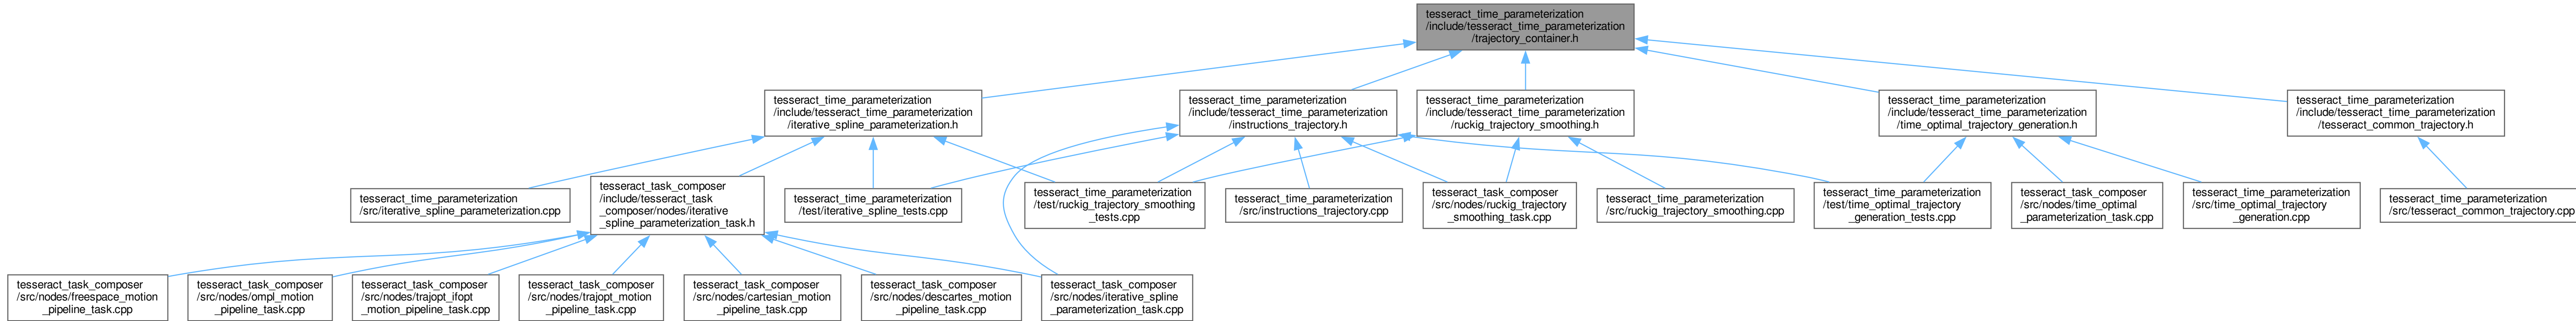 tesseract_time_parameterization
/include/tesseract_time_parameterization
/trajectory_container.h
tesseract_time_parameterization
/include/tesseract_time_parameterization
/iterative_spline_parameterization.h
tesseract_time_parameterization
/include/tesseract_time_parameterization
/instructions_trajectory.h
tesseract_time_parameterization
/include/tesseract_time_parameterization
/ruckig_trajectory_smoothing.h
tesseract_time_parameterization
/include/tesseract_time_parameterization
/time_optimal_trajectory_generation.h
tesseract_time_parameterization
/include/tesseract_time_parameterization
/tesseract_common_trajectory.h
tesseract_time_parameterization
/src/iterative_spline_parameterization.cpp
tesseract_task_composer
/include/tesseract_task
_composer/nodes/iterative
_spline_parameterization_task.h
tesseract_time_parameterization
/test/iterative_spline_tests.cpp
tesseract_time_parameterization
/test/ruckig_trajectory_smoothing
_tests.cpp
tesseract_time_parameterization
/src/instructions_trajectory.cpp
tesseract_task_composer
/src/nodes/ruckig_trajectory
_smoothing_task.cpp
tesseract_time_parameterization
/src/ruckig_trajectory_smoothing.cpp
tesseract_time_parameterization
/test/time_optimal_trajectory
_generation_tests.cpp
tesseract_task_composer
/src/nodes/time_optimal
_parameterization_task.cpp
tesseract_time_parameterization
/src/time_optimal_trajectory
_generation.cpp
tesseract_time_parameterization
/src/tesseract_common_trajectory.cpp
tesseract_task_composer
/src/nodes/freespace_motion
_pipeline_task.cpp
tesseract_task_composer
/src/nodes/ompl_motion
_pipeline_task.cpp
tesseract_task_composer
/src/nodes/trajopt_ifopt
_motion_pipeline_task.cpp
tesseract_task_composer
/src/nodes/trajopt_motion
_pipeline_task.cpp
tesseract_task_composer
/src/nodes/cartesian_motion
_pipeline_task.cpp
tesseract_task_composer
/src/nodes/descartes_motion
_pipeline_task.cpp
tesseract_task_composer
/src/nodes/iterative_spline
_parameterization_task.cpp